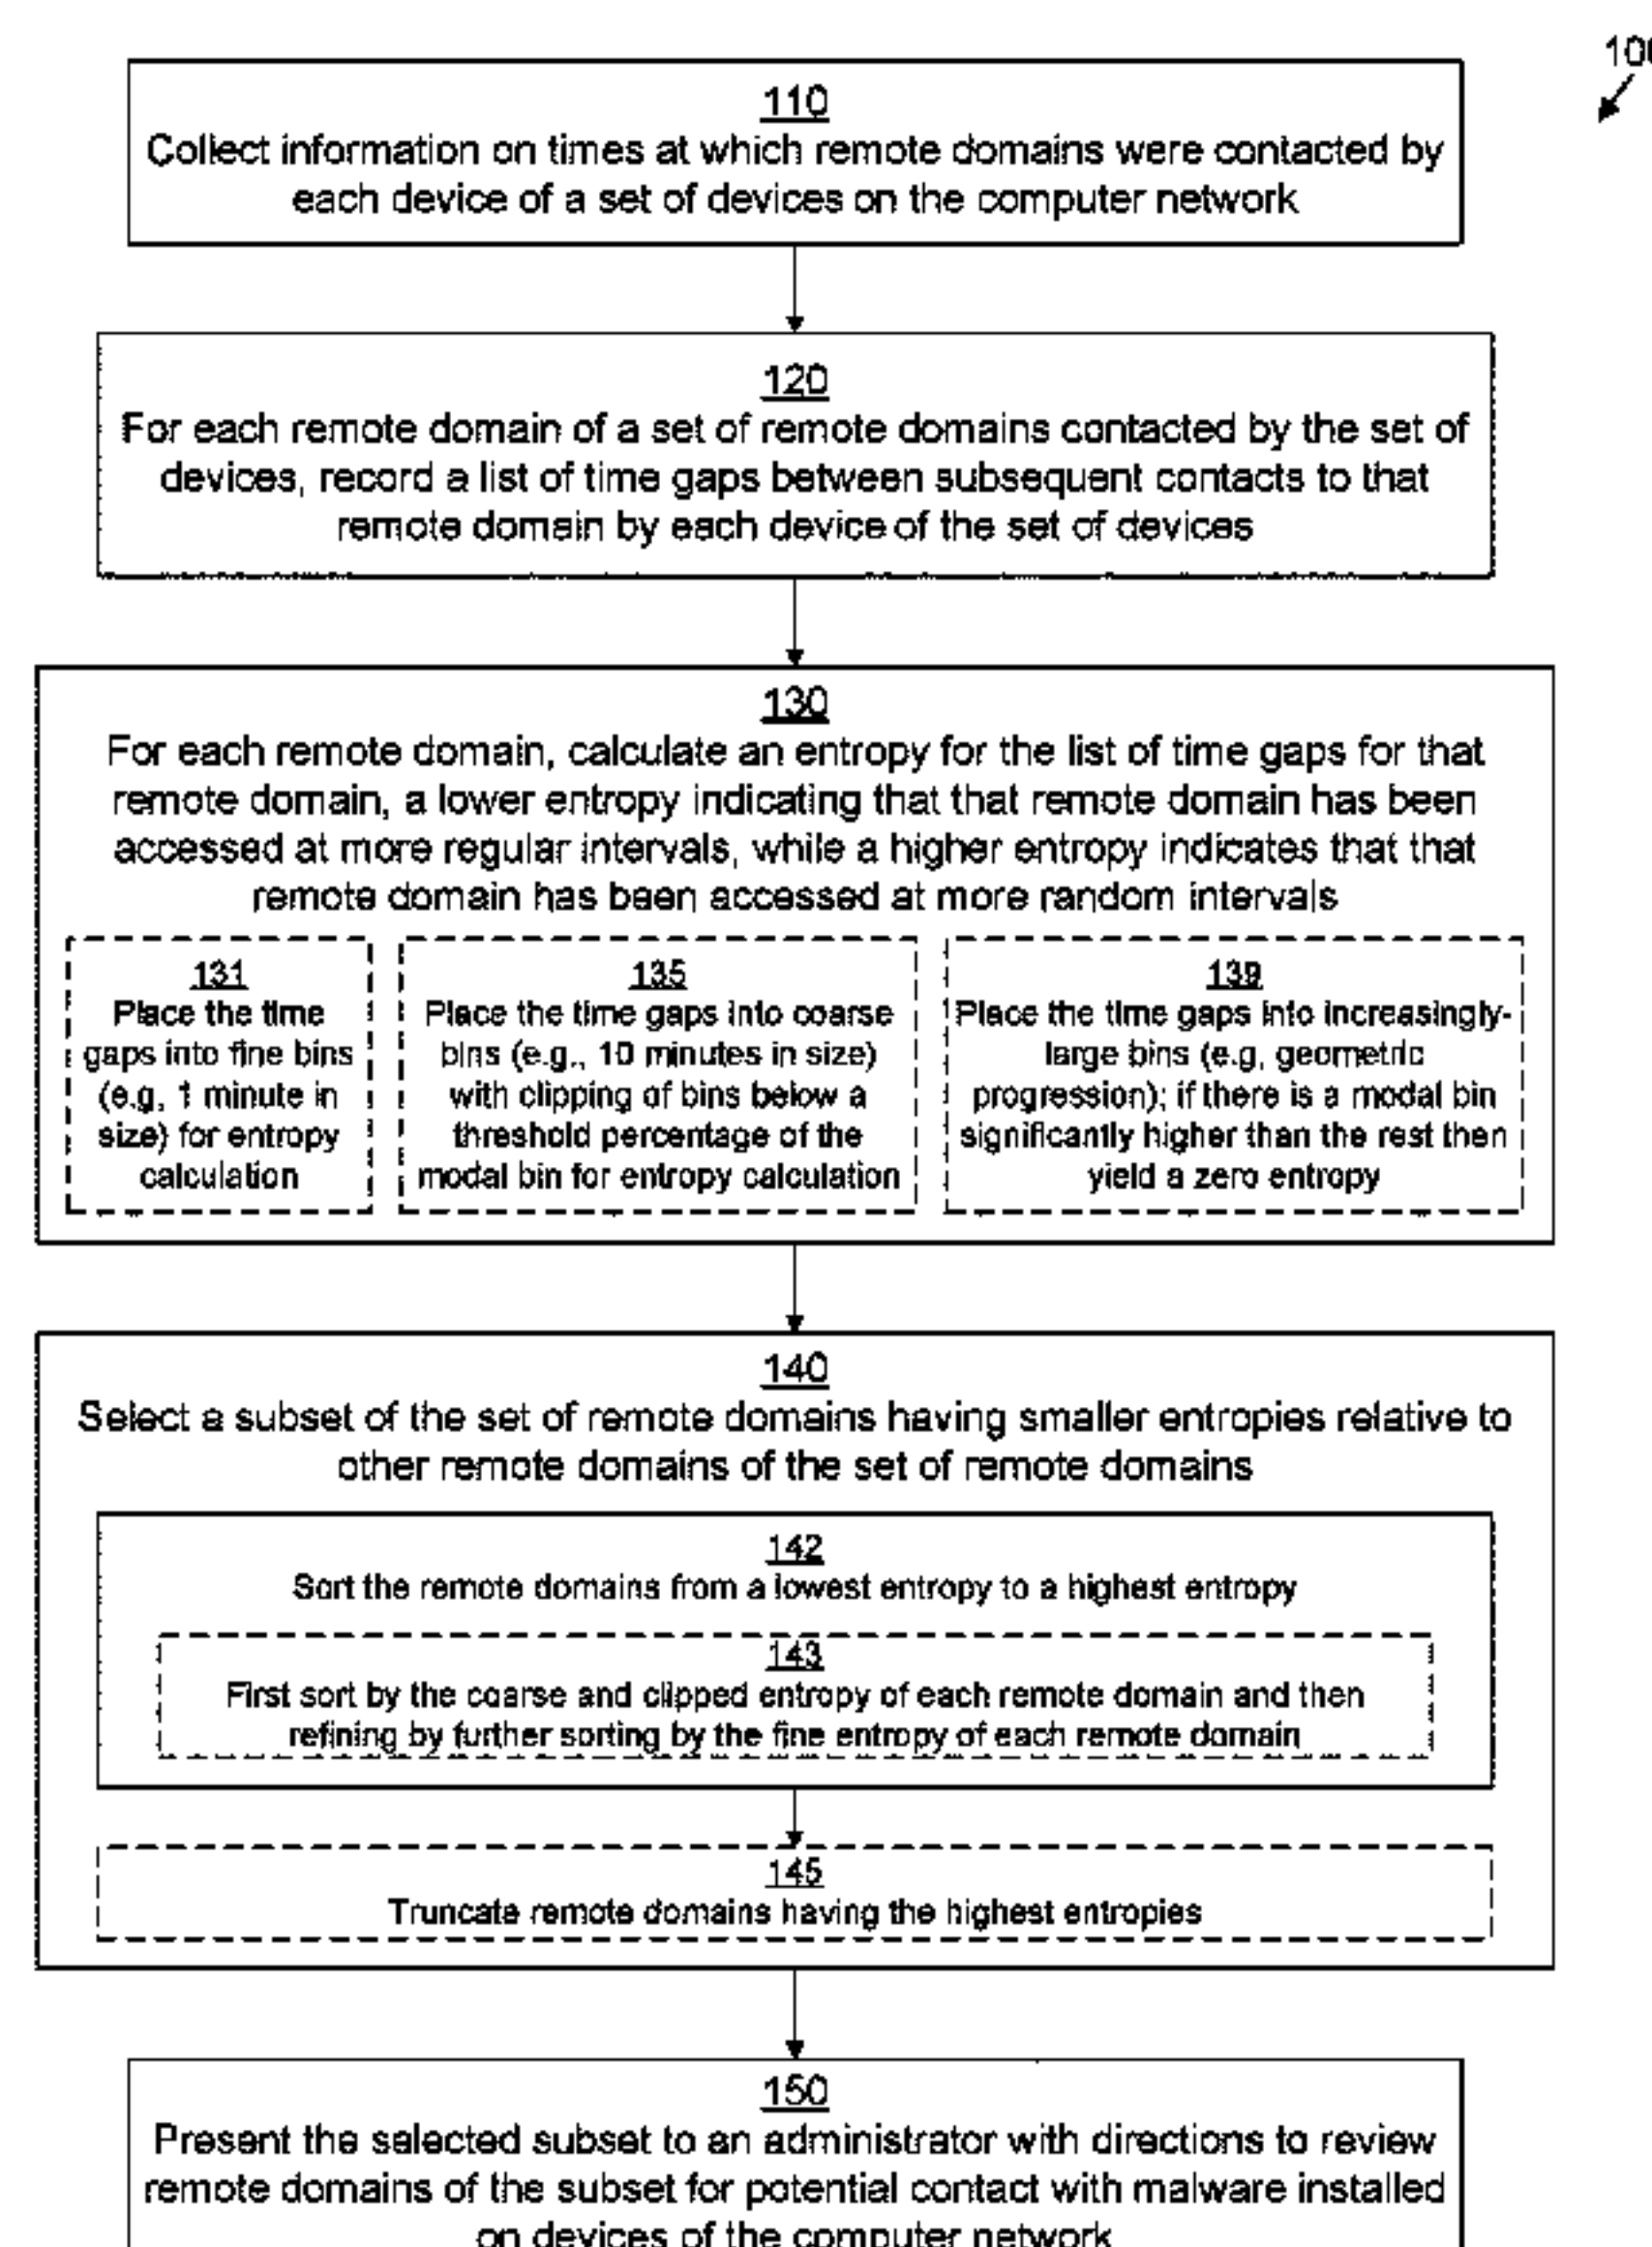 100
110
Collect information on times at which remote domains were contacted by
each device of a set of devices on the computer network
120
For each remote domain of a set of remote domains contacted by the set of
devices, record a list of time gaps between subsequent contacts to that
remote domain by each device of the set of devices
130
For each remote domain, calculate an entropy for the list of time gaps for that
remote domain, a lower entropy indicating that that remote domain has been
accessed at more regular intervals, while a higher entropy indicates that that
remote domain has been accessed at more random intervals
131
Place the time
gaps into fine bins
(e.g, 1 minute in
size) for entropy
calculation
135
Place the time gaps into coarse
bins (e.g., 10 minutes in size)
with clipping of bins below a
threshold percentage of the
modal bin for entropy calculation
139
Place the time gaps into increasingly-
large bins (e.g, geometric
progression); if there is a modal bin
significantly higher than the rest then
yield a zero entropy
140
Select a subset of the set of remote domains having smaller entropies relative to
other remote domains of the set of remote domains
142
Sort the remote domains from a lowest entropy to a highest entropy
143
First sort by the coarse and clipped entropy of each remote domain and then
refining by further sorting by the fine entropy of each remote domain
145
Truncate remote domains having the highest entropies
150
Present the selected subset to an administrator with directions to review
remote domains of the subset for potential contact with malware installed
on devices of the computer network